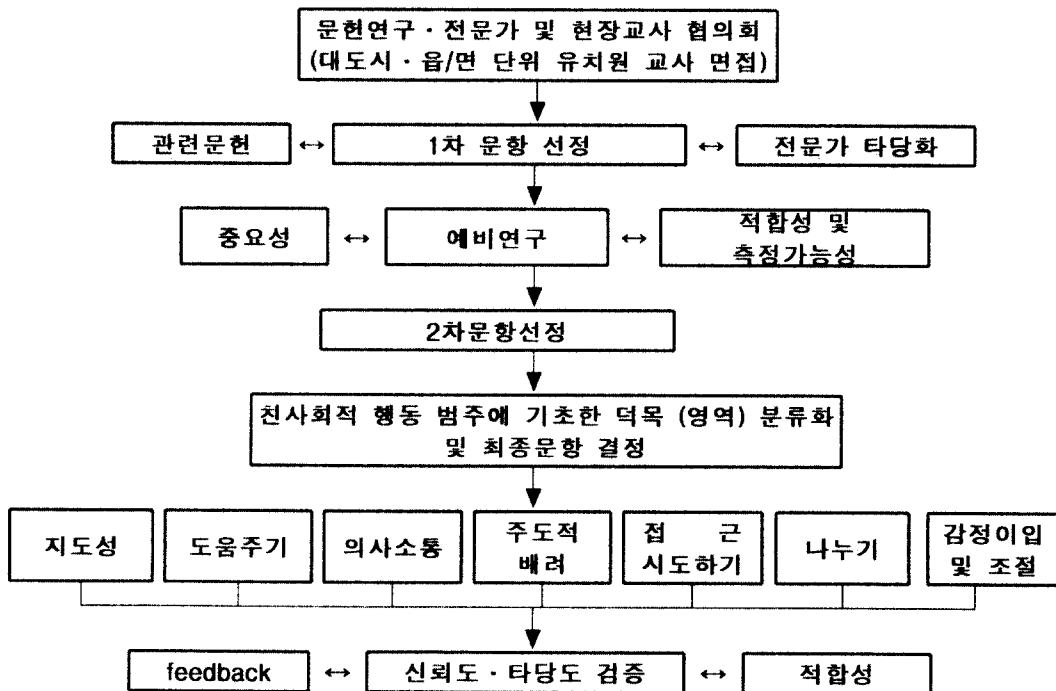 문헌연구 · 전문가 및 현장교사 협의회
(대도시 · 읍/면 단위 유치원 교사 면접)
관련문헌 ↔ 1차 문항 선정 ↔ 전문가 타당화
중요성 ↔ 예비연구 ↔ 적합성 및
측정가능성
2차문항선정
친사회적 행동 범주에 기초한 덕목 (영역) 분류화
및 최종문항 결정
지도성
도움주기
의사소통
주도적
배려
접 근
시도하기
나누기
감정이입
및 조절
feedback ↔ 신뢰도 · 타당도 검증 ↔ 적합성